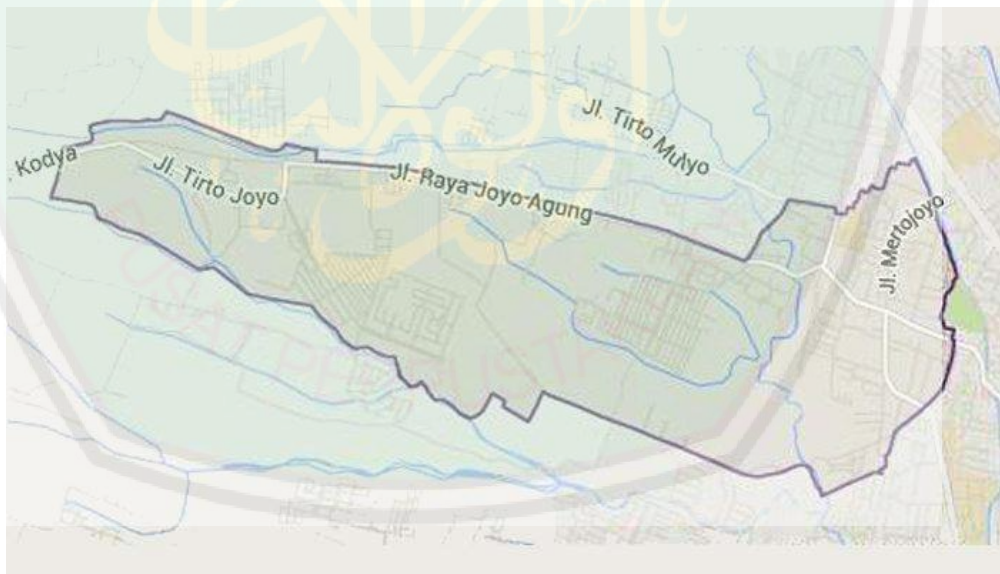 Jl. Tirto Mulyo
. Kodya
Jl. Tirto Joyo
Jl. Raya Joyo Agung
Jl. Mertojoyo